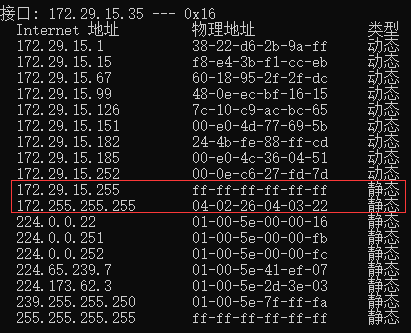 接口: 172.29.15.35 --- 0x16
Internet 地址 物理地址 类型
172.29.15.1 38-22-d6-2b-9a-ff 动态
172.29.15.15 f8-e4-3b-f1-cc-eb 动态
172.29.15.67 60-18-95-2f-2f-dc 动态
172.29.15.99 48-0e-ec-bf-16-15 动态
172.29.15.126 7c-10-c9-ac-bc-65 动态
172.29.15.151 00-e0-4d-77-69-5b 动态
172.29.15.182 24-4b-fe-88-ff-cd 动态
172.29.15.185 00-e0-4c-36-04-51 动态
172.29.15.252 00-0e-c6-27-fd-7d 动态
172.29.15.255 ff-ff-ff-ff-ff-ff 静态
172.255.255.255 04-02-26-04-03-22 静态
224.0.0.22 01-00-5e-00-00-16 静态
224.0.0.251 01-00-5e-00-00-fb 静态
224.0.0.252 01-00-5e-00-00-fc 静态
224.65.239.7 01-00-5e-41-ef-07 静态
224.173.62.3 01-00-5e-2d-3e-03 静态
239.255.255.250 01-00-5e-7f-ff-fa 静态
255.255.255.255 ff-ff-ff-ff-ff-ff 静态